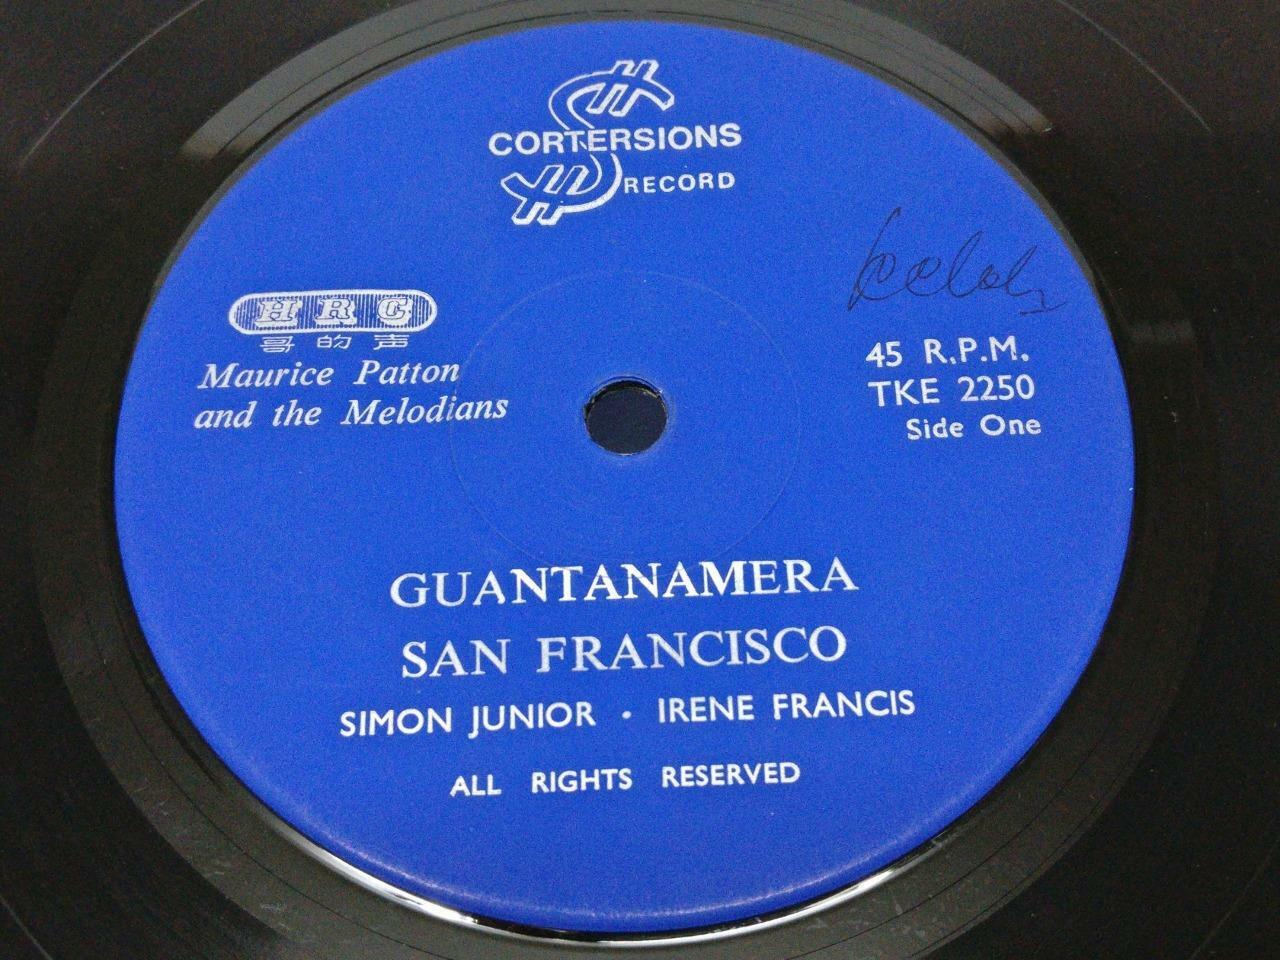 CORTERSIONS
RECORD
HRC
哥的声
Maurice Patton
and the Melodians
45 R.P.M.
TKE 2250
Side One
GUANTANAMERA
SAN FRANCISCO
SIMON JUNIOR · IRENE FRANCIS
ALL RIGHTS RESERVED